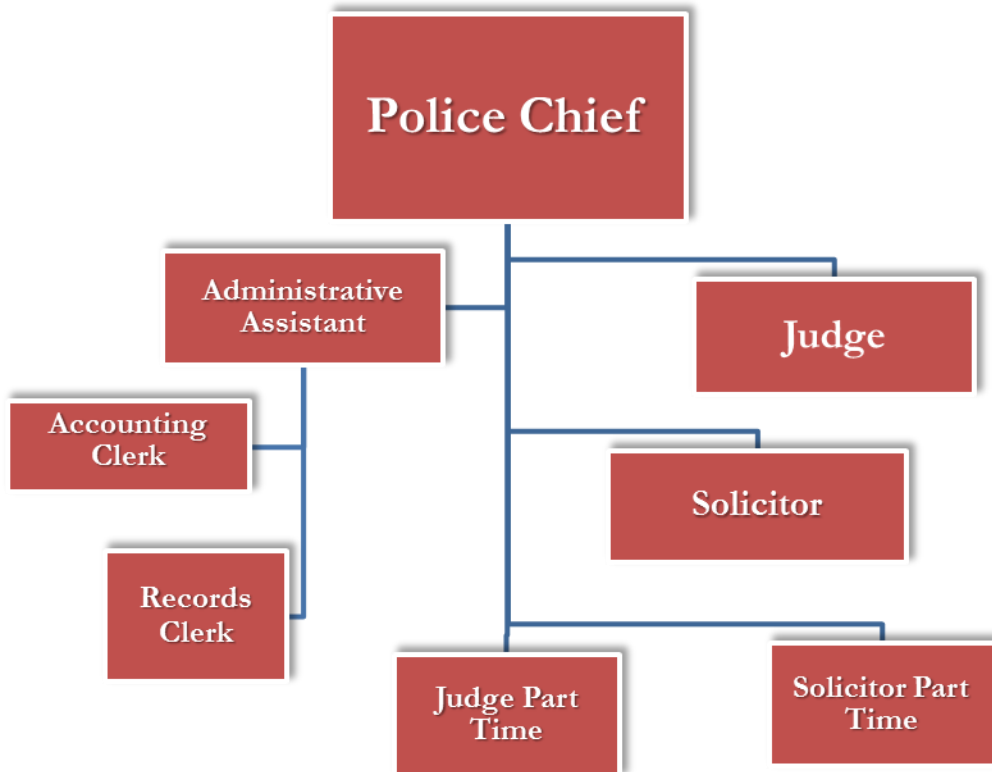 Police Chief
Administrative
Assistant
Judge
Accounting
Clerk
Solicitor
Records
Clerk
Judge Part
Time
Solicitor Part
Time